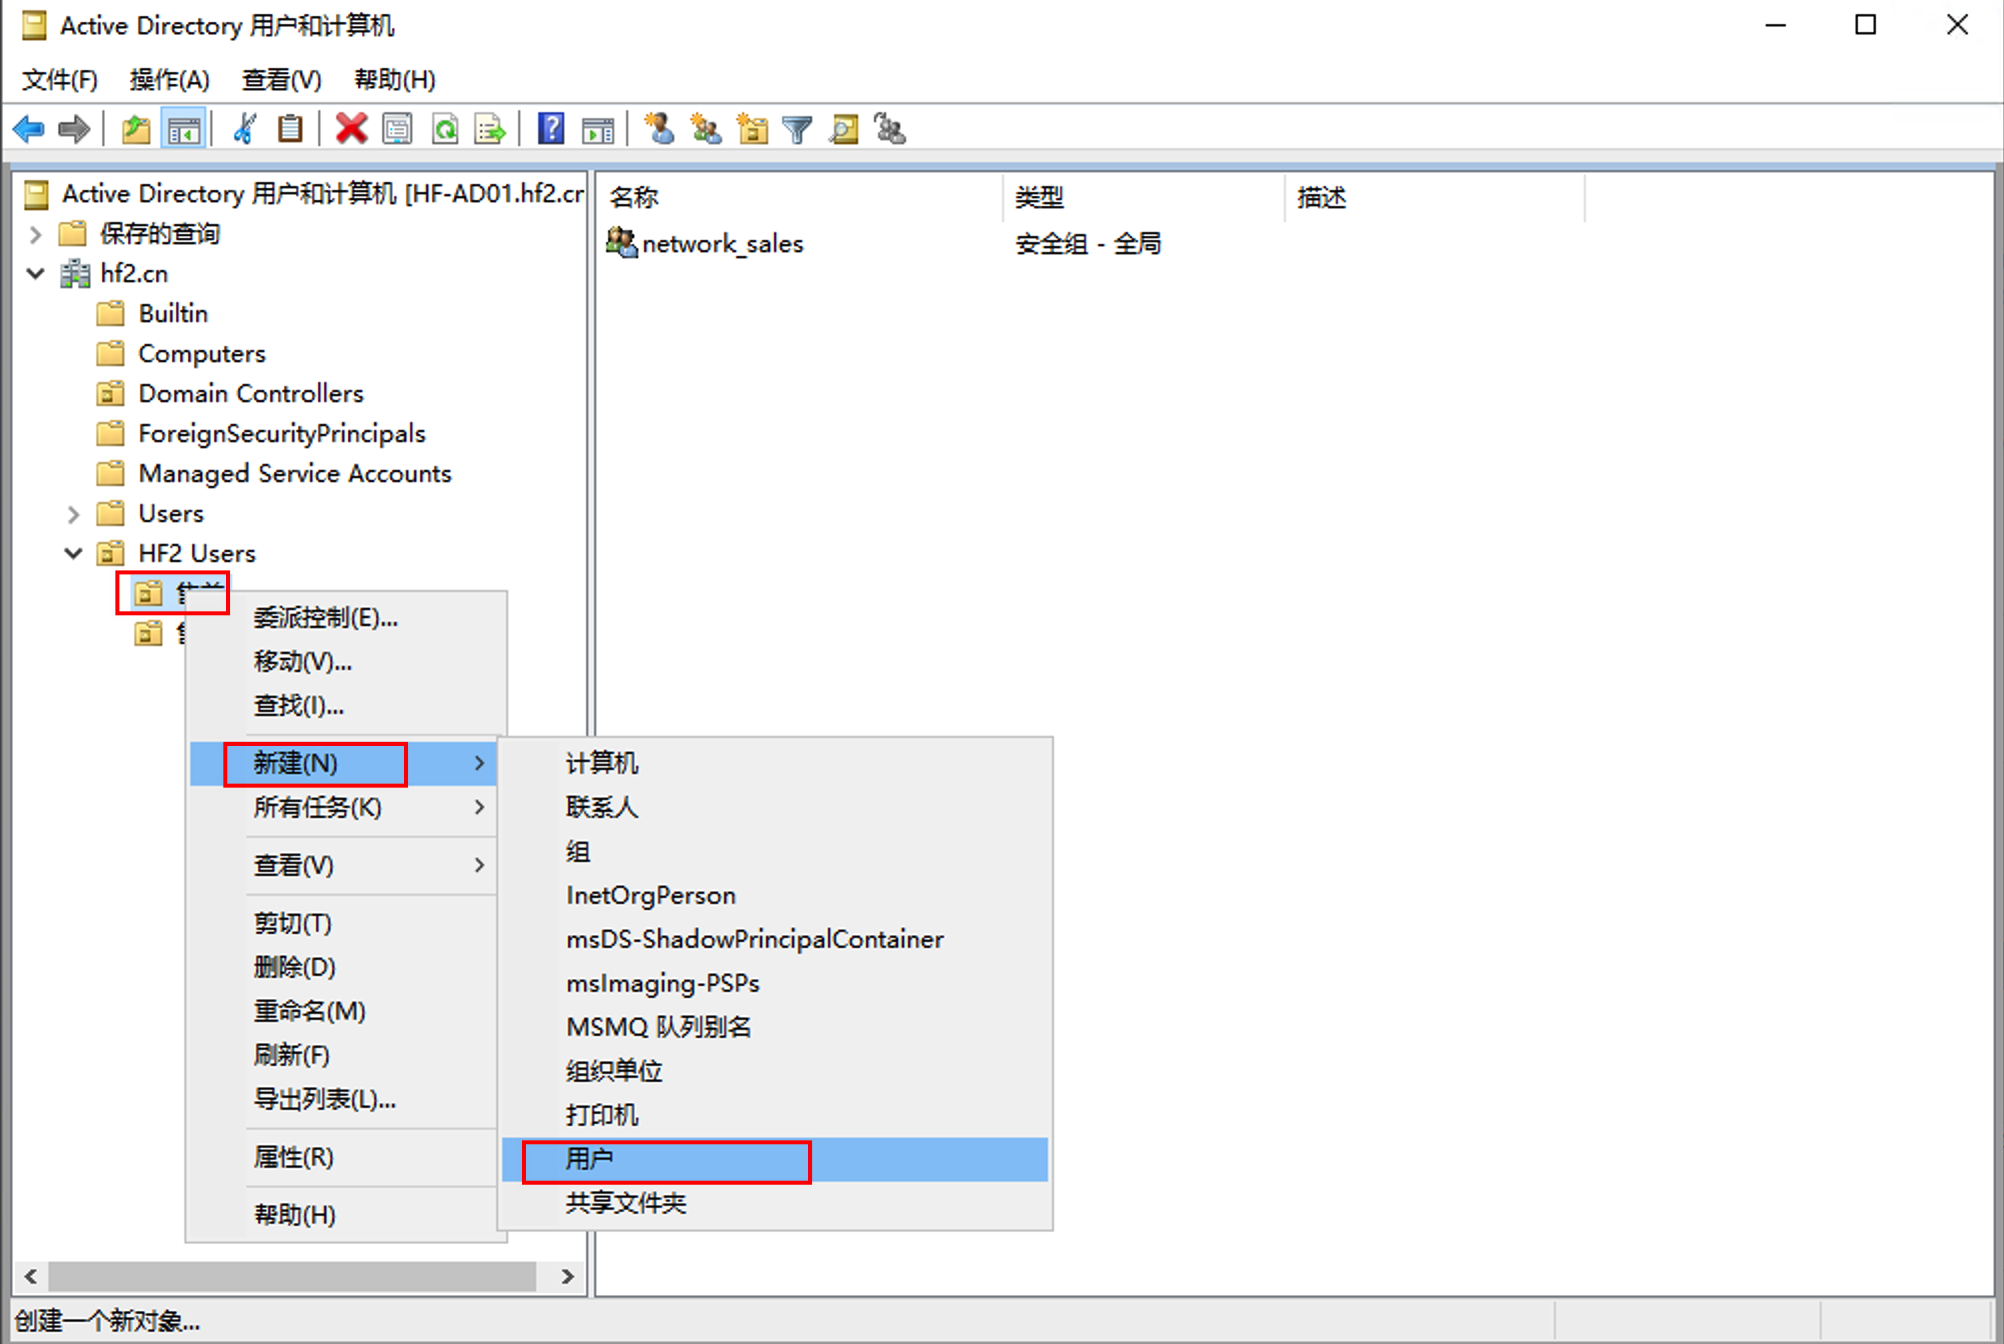 Active Directory 用户和计算机
文件(F) 操作(A) 查看(V) 帮助(H)
Active Directory 用户和计算机 [HF-AD01.hf2.cn
保存的查询
hf2.cn
Builtin
Computers
Domain Controllers
ForeignSecurityPrincipals
Managed Service Accounts
Users
HF2 Users
名称 类型 描述
network_sales 安全组 - 全局
委派控制(E)...
移动(V)...
查找(I)...
新建(N)
所有任务(K)
查看(V)
剪切(T)
删除(D)
重命名(M)
刷新(F)
导出列表(L)...
属性(R)
帮助(H)
计算机
联系人
组
InetOrgPerson
msDS-ShadowPrincipalContainer
msImaging-PSPs
MSMQ 队列别名
组织单位
打印机
用户
共享文件夹
创建一个新对象...